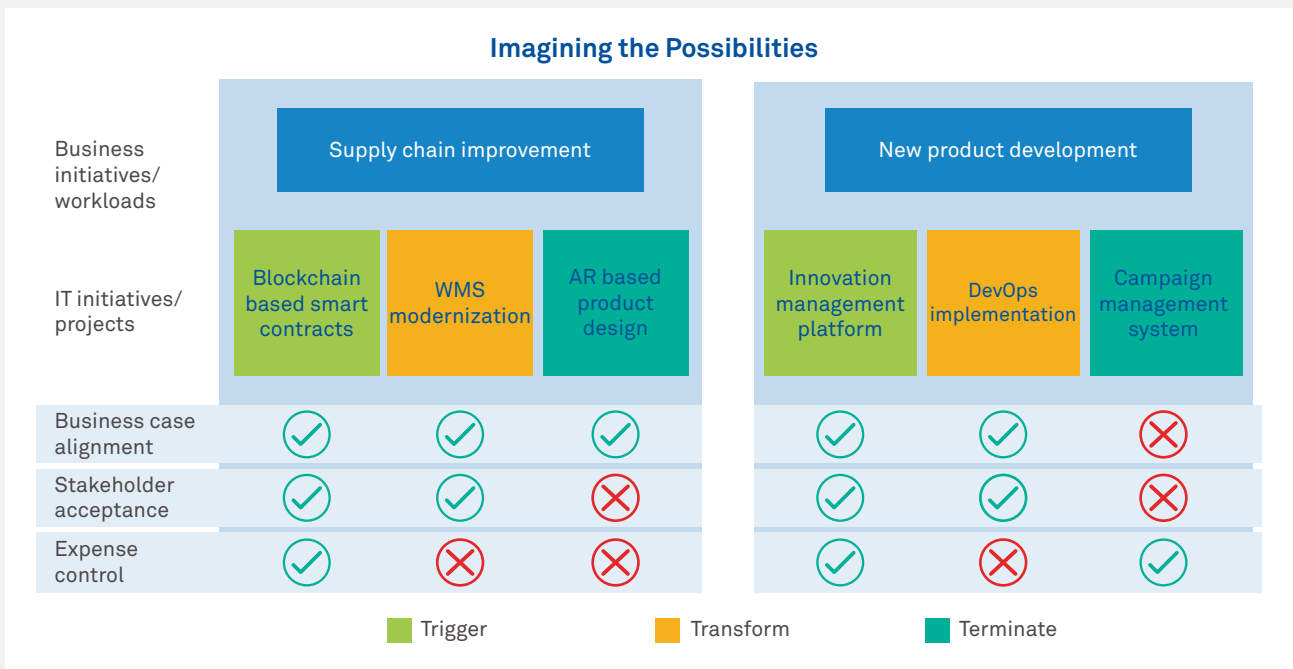 Imagining the Possibilities
Business
initiatives/
workloads
Supply chain improvement
New product development
IT initiatives/
projects
Blockchain
based smart
contracts
WMS
modernization
AR based
product
design
Innovation
management
platform
DevOps
implementation
Campaign
management
system
Business case
alignment
Stakeholder
acceptance
Expense
control
Trigger
Transform
Terminate